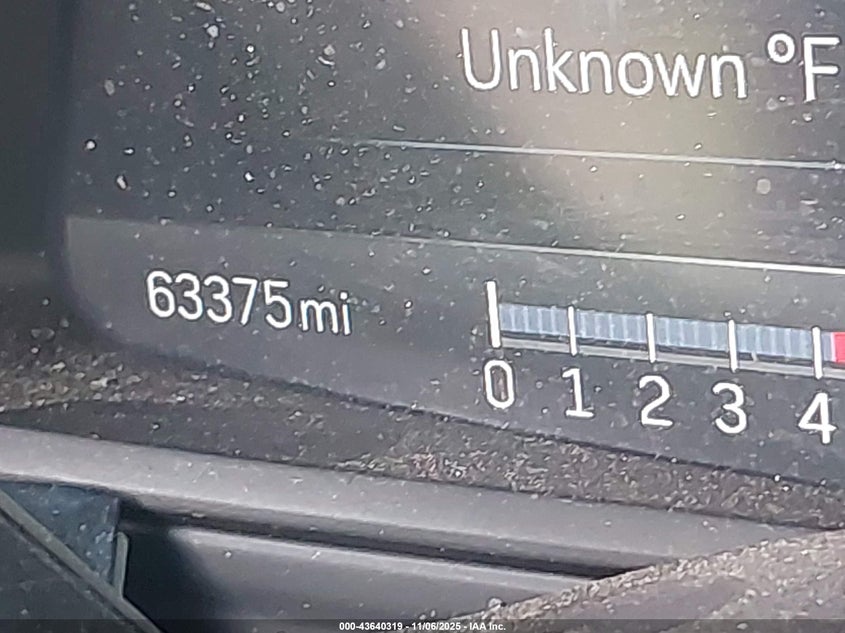 Unknown °F
63375mi
0 1 2 3 4
000-43640319 - 11/06/2025 - IAA Inc.